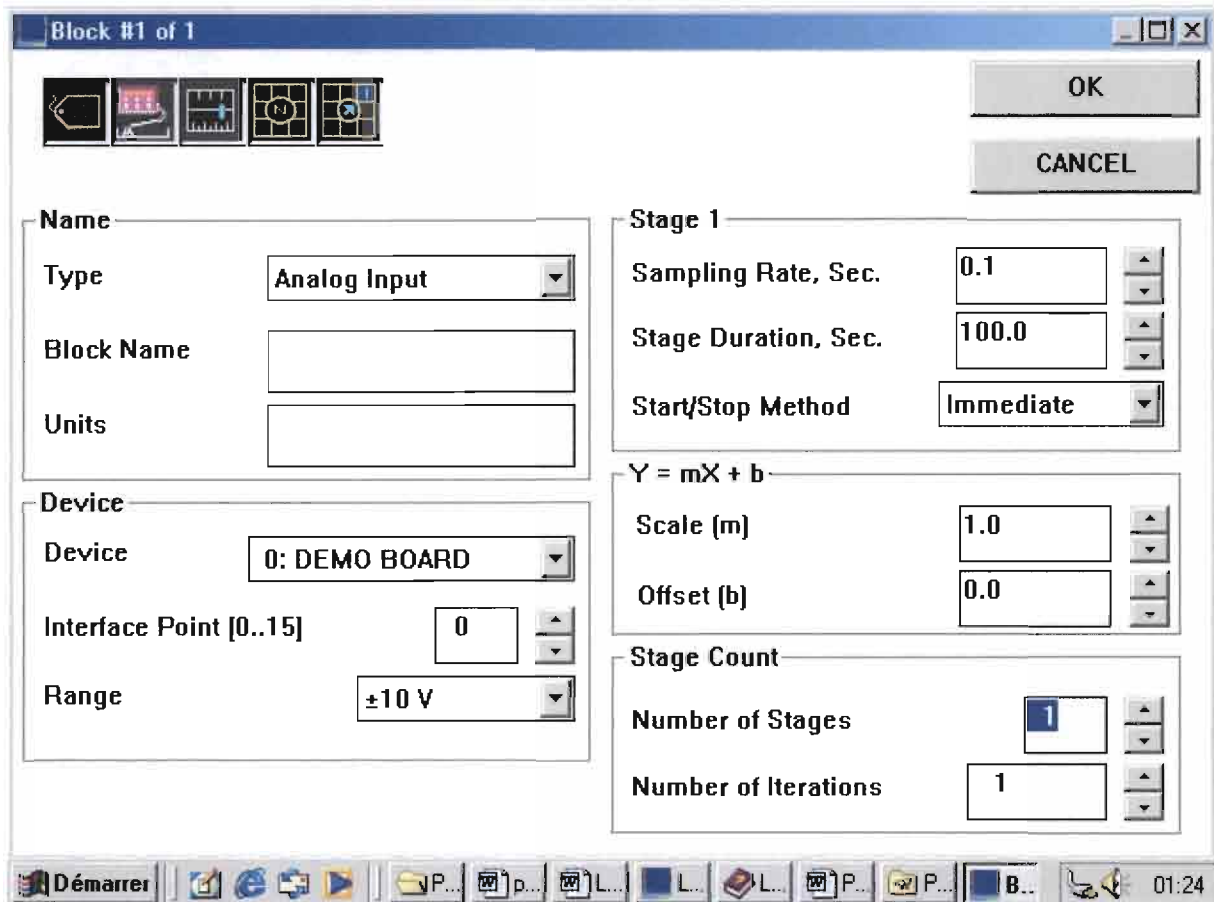 Block #1 of 1
OK
CANCEL
Name
Type
Analog Input
Block Name
Units
Device
Device
0: DEMO BOARD
Interface Point [0..15]
0
Range
±10 V
Stage 1
Sampling Rate, Sec.
0.1
Stage Duration, Sec.
100.0
Start/Stop Method
Immediate
Y = mX + b
Scale (m)
1.0
Offset (b)
0.0
Stage Count
Number of Stages
1
Number of Iterations
1
Démarrer
P...
p...
L...
L...
L...
P...
P...
B..
01:24